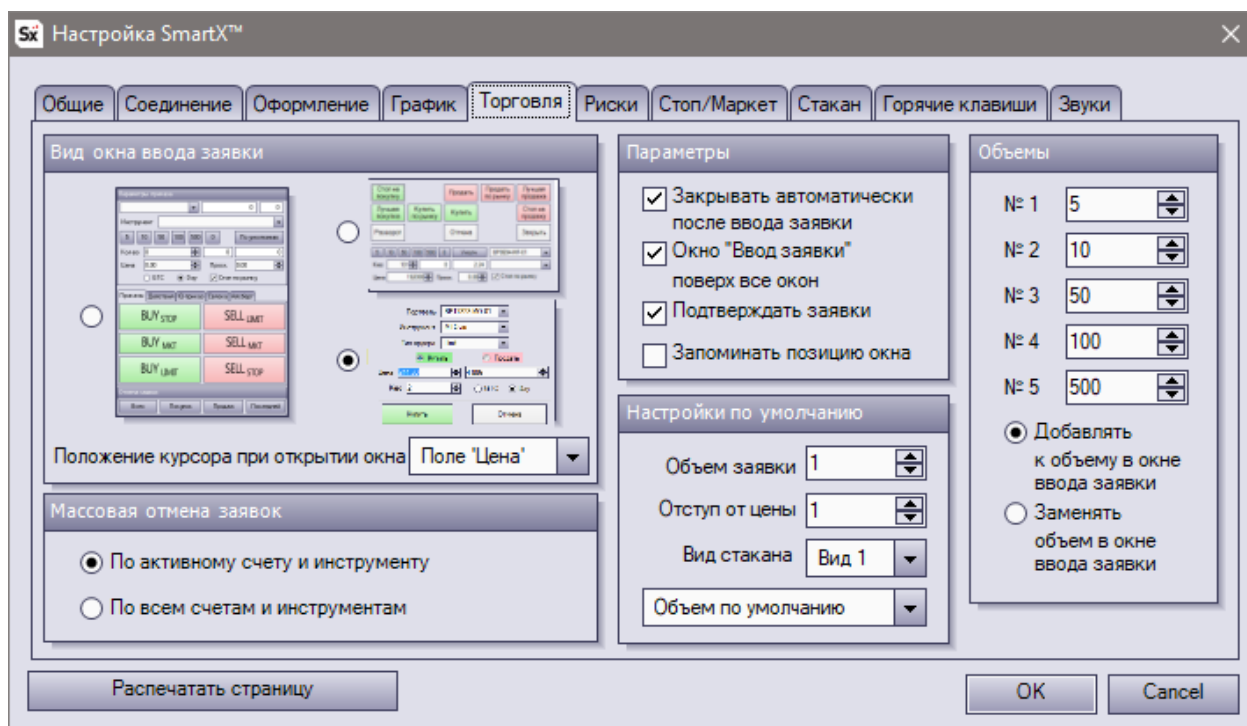 Sx Настройка SmartX™
Общие Соединение Оформление График Торговля Риски Стоп/Маркет Стакан Горячие клавиши Звуки
Вид окна ввода заявки
BUY STOP SELL LIMIT
BUY MKT SELL MKT
BUY LIMIT SELL STOP
Положение курсора при открытии окна Поле "Цена"
Массовая отмена заявок
По активному счету и инструменту
По всем счетам и инструментам
Параметры
Закрывать автоматически
после ввода заявки
Окно "Ввод заявки"
поверх все окон
Подтверждать заявки
Запоминать позицию окна
Настройки по умолчанию
Объем заявки 1
Отступ от цены 1
Вид стакана Вид 1
Объем по умолчанию
Объемы
№ 1 5
№ 2 10
№ 3 50
№ 4 100
№ 5 500
Добавлять
к объему в окне
ввода заявки
Заменять
объем в окне
ввода заявки
Распечатать страницу
OK Cancel